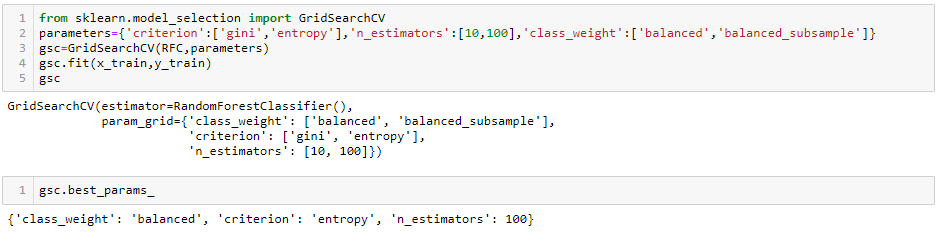 1 from sklearn.model_selection import GridSearchCV
2 parameters={'criterion':['gini','entropy'],'n_estimators':[10,100],'class_weight':['balanced','balanced_subsample']}
3 gsc=GridSearchCV(RFC,parameters)
4 gsc.fit(x_train,y_train)
5 gsc
GridSearchCV(estimator=RandomForestClassifier(),
             param_grid={'class_weight': ['balanced', 'balanced_subsample'],
                         'criterion': ['gini', 'entropy'],
                         'n_estimators': [10, 100]})
1 gsc.best_params_
{'class_weight': 'balanced', 'criterion': 'entropy', 'n_estimators': 100}